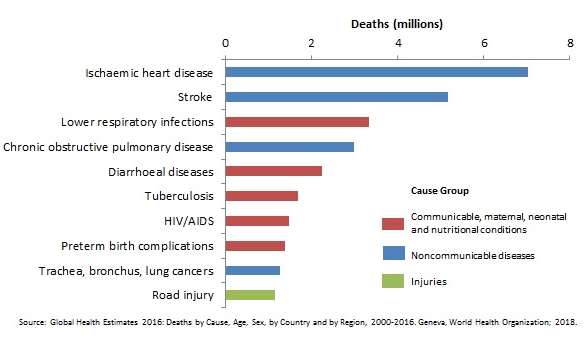 Deaths (millions)
0 2 4 6 8
Ischaemic heart disease
Stroke
Lower respiratory infections
Chronic obstructive pulmonary disease
Diarrhoeal diseases
Tuberculosis
HIV/AIDS
Preterm birth complications
Trachea, bronchus, lung cancers
Road injury
Cause Group
Communicable, maternal, neonatal
and nutritional conditions
Noncommunicable diseases
Injuries
Source: Global Health Estimates 2016: Deaths by Cause, Age, Sex, by Country and by Region, 2000-2016. Geneva, World Health Organization; 2018.